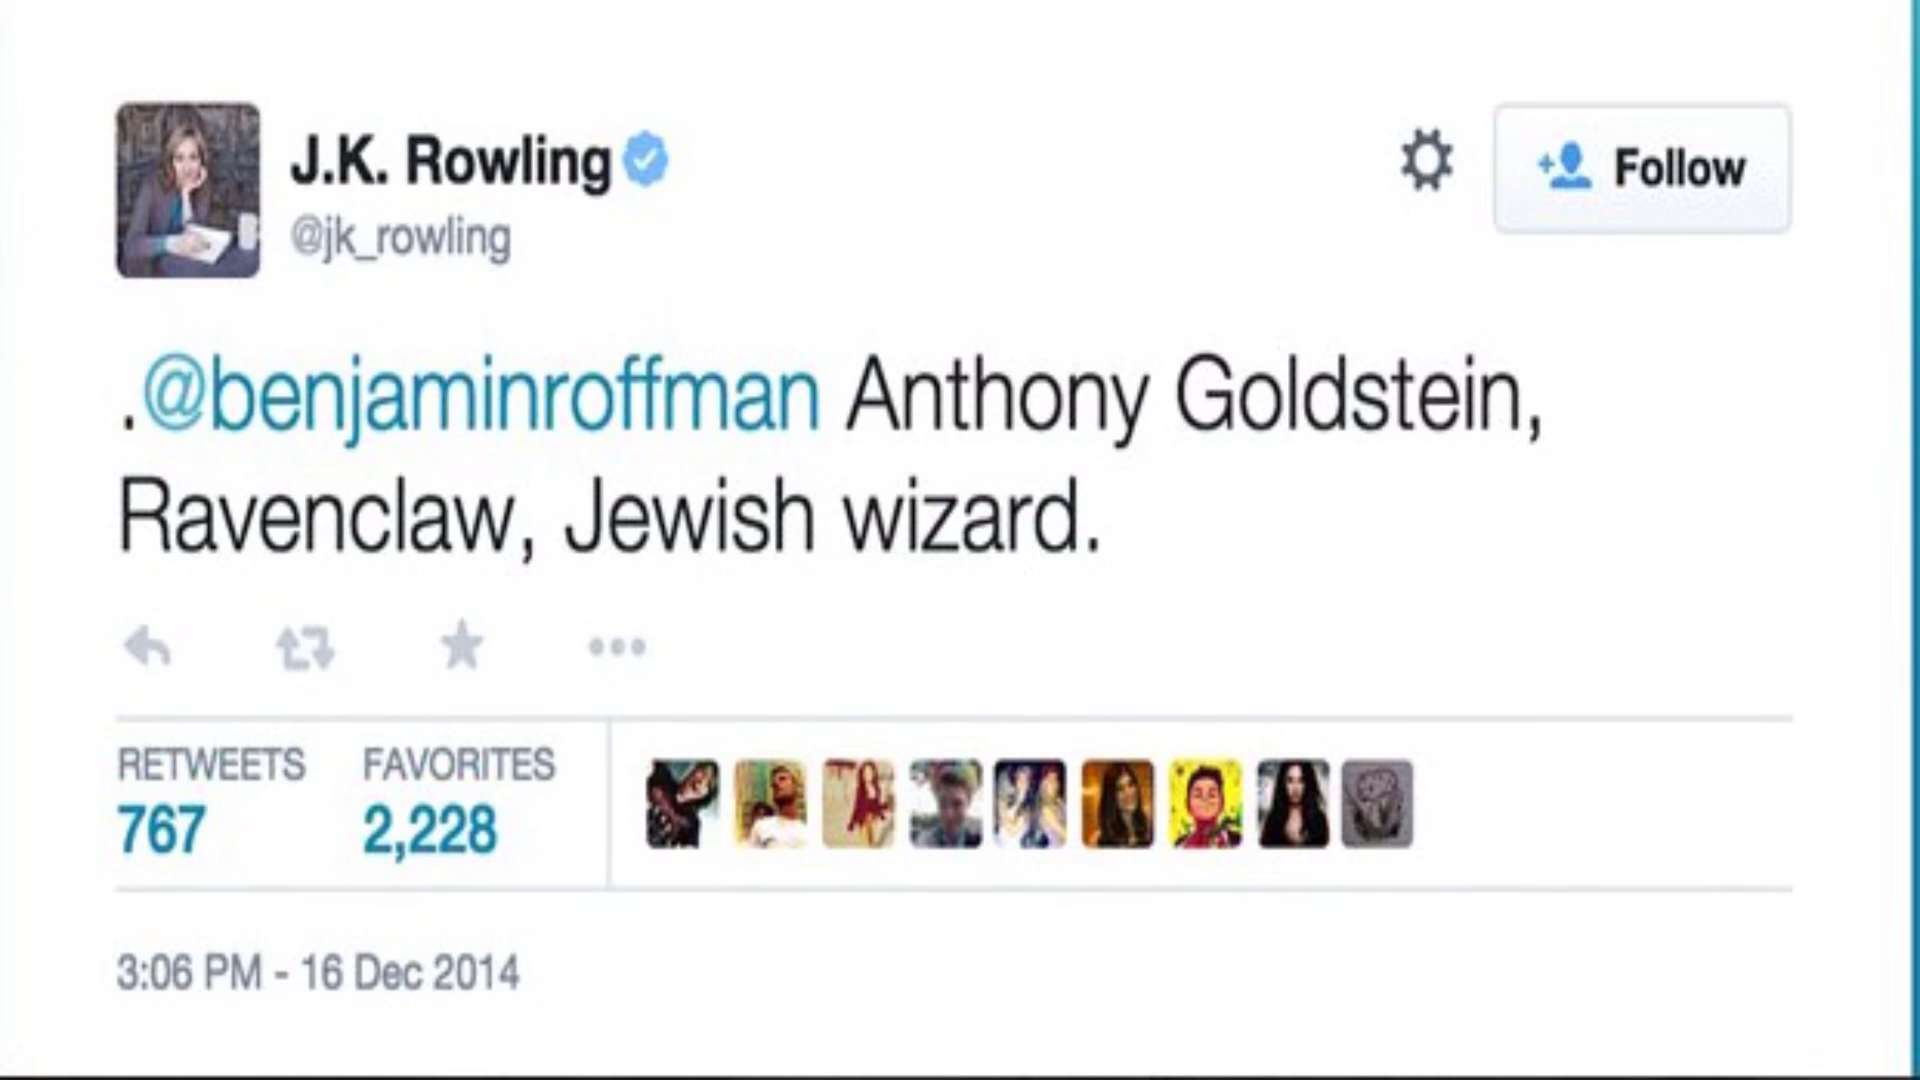 J.K. Rowling
@jk_rowling
Follow
.@benjaminroffman Anthony Goldstein,
Ravenclaw, Jewish wizard.
RETWEETS FAVORITES
767 2,228
3:06 PM - 16 Dec 2014